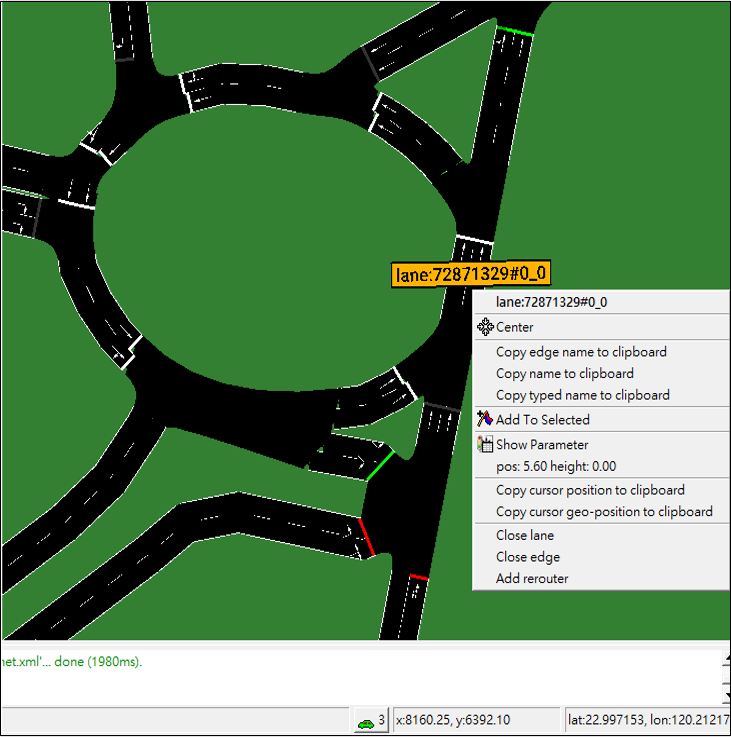 lane:72871329#0_0
lane:72871329#0_0
Center
Copy edge name to clipboard
Copy name to clipboard
Copy typed name to clipboard
Add To Selected
Show Parameter
pos: 5.60 height: 0.00
Copy cursor position to clipboard
Copy cursor geo-position to clipboard
Close lane
Close edge
Add rerouter
net.xml'... done (1980ms).
3
x:8160.25, y:6392.10
lat:22.997153, lon:120.21217